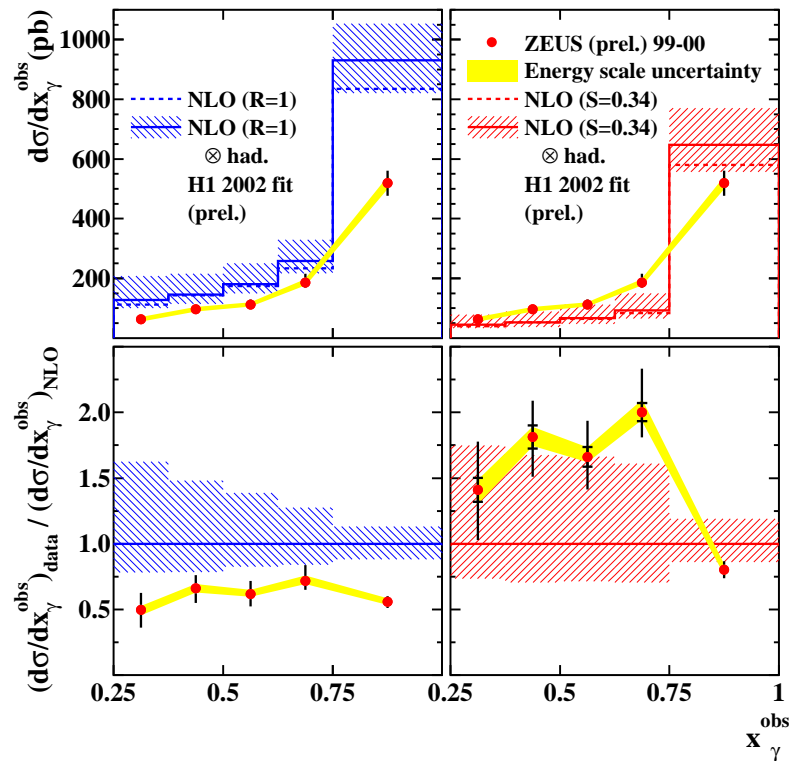 dσ/dx_γ^obs (pb)
1000
800
600
400
200
NLO (R=1)
NLO (R=1)
⊗ had.
H1 2002 fit
(prel.)
ZEUS (prel.) 99-00
Energy scale uncertainty
NLO (S=0.34)
NLO (S=0.34)
⊗ had.
H1 2002 fit
(prel.)
(dσ/dx_γ^obs)_data / (dσ/dx_γ^obs)_NLO
2.0
1.5
1.0
0.5
0.25 0.5 0.75 0.25 0.5 0.75 1
x_γ^obs